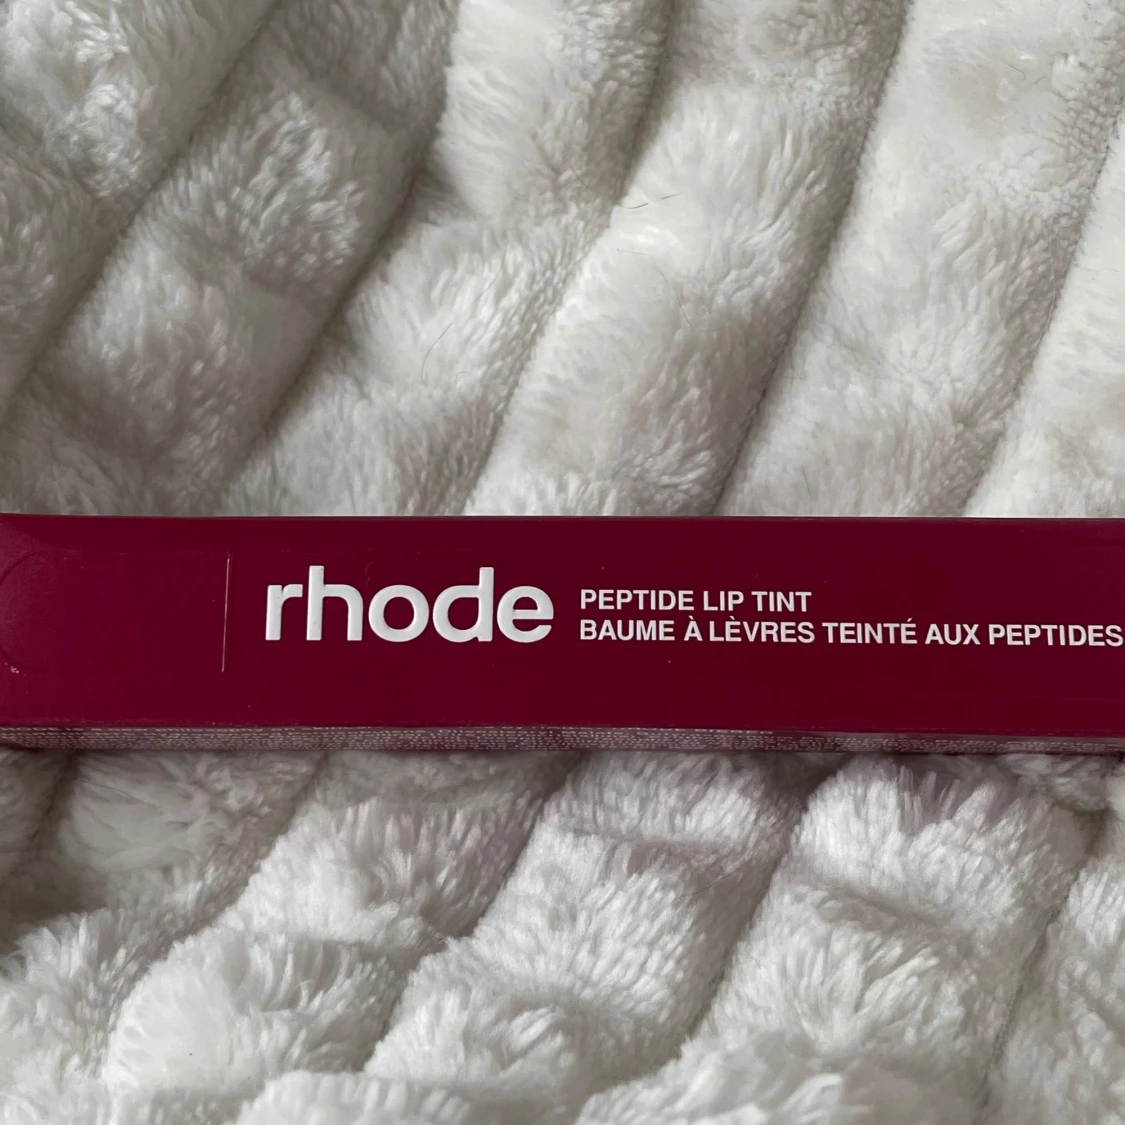 rhode
PEPTIDE LIP TINT
BAUME À LÈVRES TEINTÉ AUX PEPTIDES